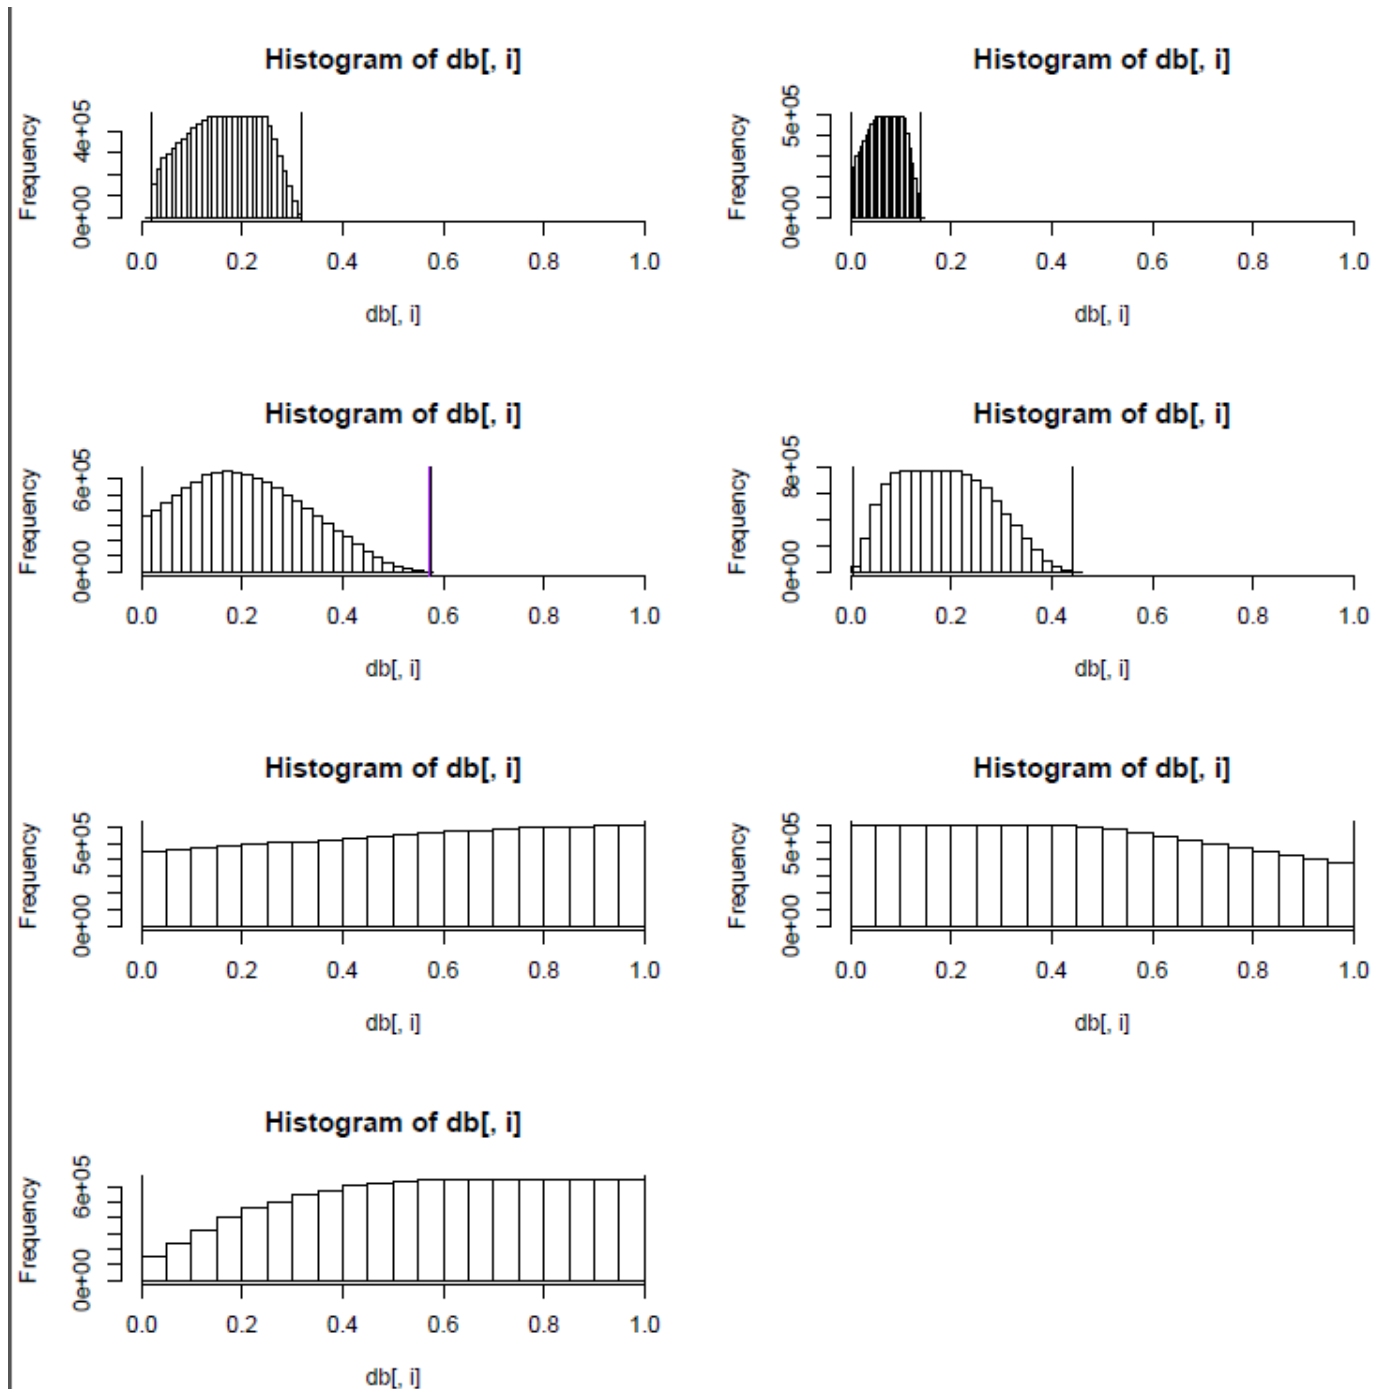 Histogram of db[, i]
Frequency
0e+00 4e+05
0.0 0.2 0.4 0.6 0.8 1.0
db[, i]
Histogram of db[, i]
Frequency
0e+00 5e+05
0.0 0.2 0.4 0.6 0.8 1.0
db[, i]
Histogram of db[, i]
Frequency
0e+00 6e+05
0.0 0.2 0.4 0.6 0.8 1.0
db[, i]
Histogram of db[, i]
Frequency
0e+00 8e+05
0.0 0.2 0.4 0.6 0.8 1.0
db[, i]
Histogram of db[, i]
Frequency
0e+00 5e+05
0.0 0.2 0.4 0.6 0.8 1.0
db[, i]
Histogram of db[, i]
Frequency
0e+00 5e+05
0.0 0.2 0.4 0.6 0.8 1.0
db[, i]
Histogram of db[, i]
Frequency
0e+00 6e+05
0.0 0.2 0.4 0.6 0.8 1.0
db[, i]